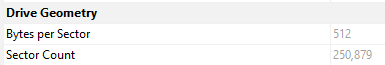 Drive Geometry
Bytes per Sector 512
Sector Count 250,879